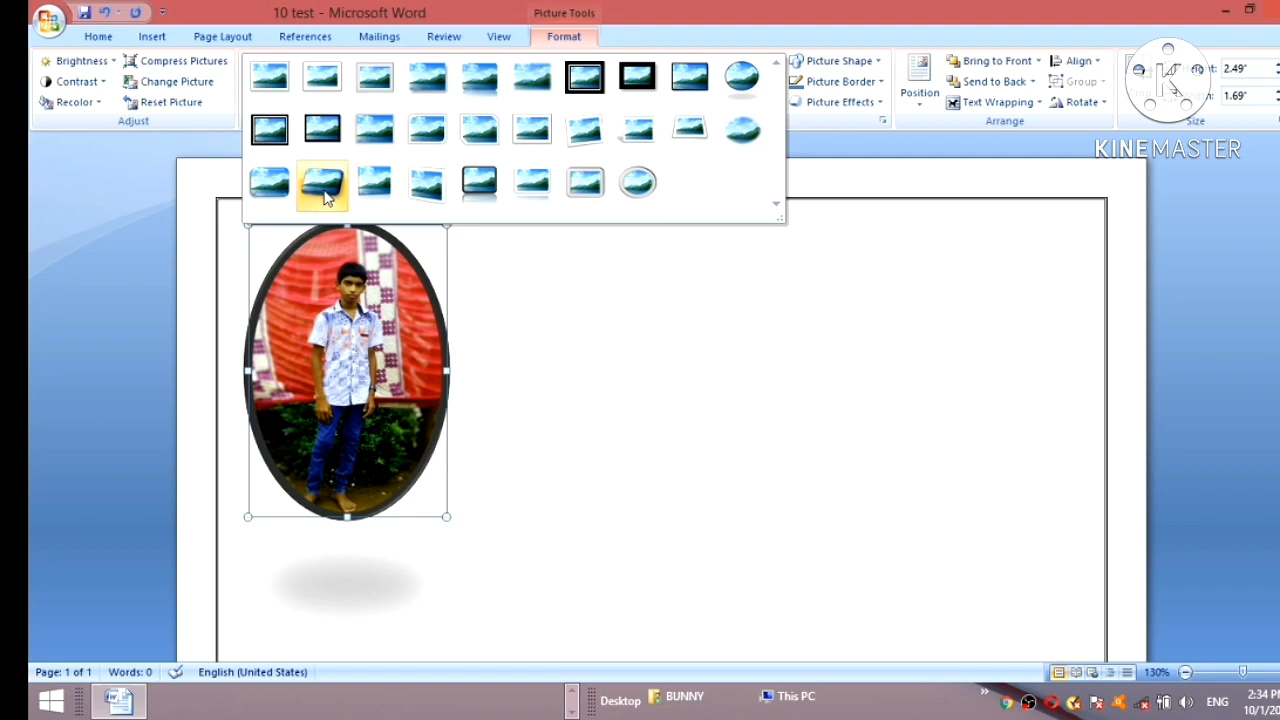 10 test - Microsoft Word
Picture Tools
Home
Insert
Page Layout
References
Mailings
Review
View
Format
Brightness
Compress Pictures
Contrast
Change Picture
Recolor
Reset Picture
Adjust
Picture Shape
Picture Border
Picture Effects
Position
Bring to Front
Send to Back
Text Wrapping
Align
Group
Rotate
Arrange
2.49"
1.69"
Size
KINEMASTER
Page: 1 of 1
Words: 0
English (United States)
130%
Desktop
BUNNY
This PC
ENG
2:34 PM
10/1/20